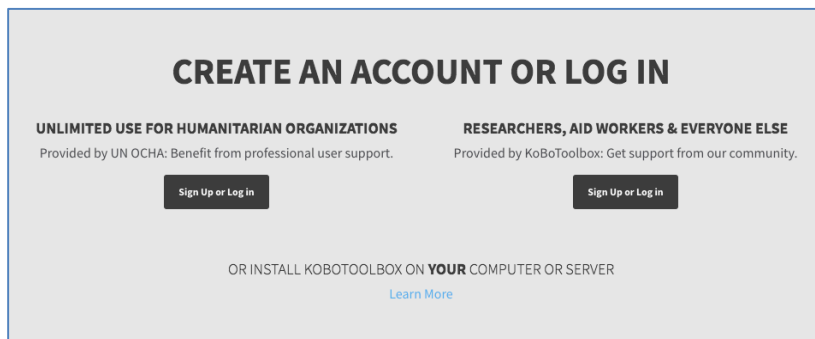 CREATE AN ACCOUNT OR LOG IN
UNLIMITED USE FOR HUMANITARIAN ORGANIZATIONS
Provided by UN OCHA: Benefit from professional user support.
Sign Up or Log in
RESEARCHERS, AID WORKERS & EVERYONE ELSE
Provided by KoBoToolbox: Get support from our community.
Sign Up or Log in
OR INSTALL KOBOTOOLBOX ON YOUR COMPUTER OR SERVER
Learn More